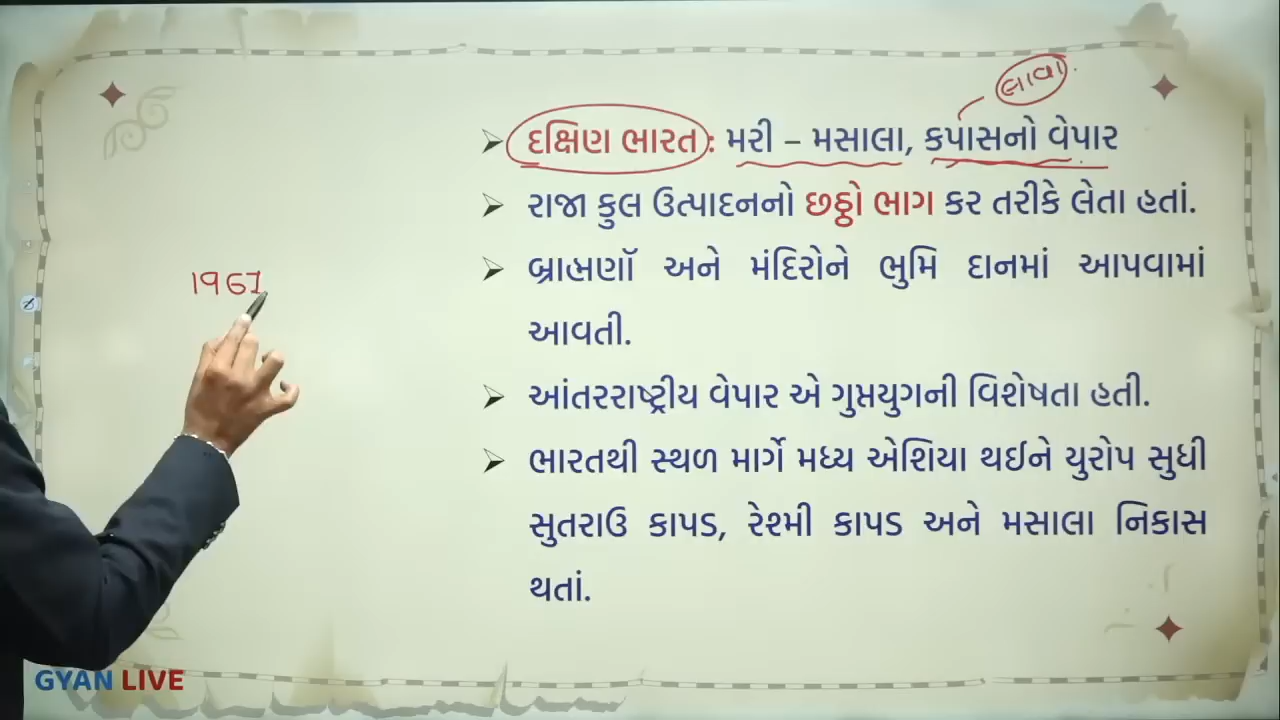 લાવા
દક્ષિણ ભારત : મરી – મસાલા, કપાસનો વેપાર
રાજા કુલ ઉત્પાદનનો છઠ્ઠો ભાગ કર તરીકે લેતા હતાં.
1967
બ્રાહ્મણૉ અને મંદિરોને ભુમિ દાનમાં આપવામાં
આવતી.
આંતરરાષ્ટ્રીય વેપાર એ ગુપ્તયુગની વિશેષતા હતી.
ભારતથી સ્થળ માર્ગે મધ્ય એશિયા થઈને યુરોપ સુધી
સુતરાઉ કાપડ, રેશ્મી કાપડ અને મસાલા નિકાસ
થતાં.
GYAN LIVE